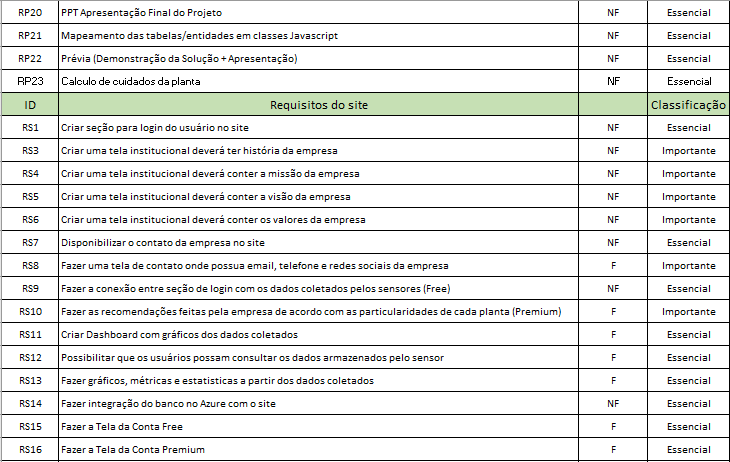 RP20 PPT Apresentação Final do Projeto NF Essencial
RP21 Mapeamento das tabelas/entidades em classes Javascript NF Essencial
RP22 Prévia (Demonstração da Solução + Apresentação) NF Essencial
RP23 Calculo de cuidados da planta NF Essencial
ID Requisitos do site Classificação
RS1 Criar seção para login do usuário no site NF Essencial
RS3 Criar uma tela institucional deverá ter história da empresa NF Importante
RS4 Criar uma tela institucional deverá conter a missão da empresa NF Importante
RS5 Criar uma tela institucional deverá conter a visão da empresa NF Importante
RS6 Criar uma tela institucional deverá conter os valores da empresa NF Importante
RS7 Disponibilizar o contato da empresa no site NF Essencial
RS8 Fazer uma tela de contato onde possua email, telefone e redes sociais da empresa F Importante
RS9 Fazer a conexão entre seção de login com os dados coletados pelos sensores (Free) NF Essencial
RS10 Fazer as recomendações feitas pela empresa de acordo com as particularidades de cada planta (Premium) F Importante
RS11 Criar Dashboard com gráficos dos dados coletados F Essencial
RS12 Possibilitar que os usuários possam consultar os dados armazenados pelo sensor F Essencial
RS13 Fazer gráficos, métricas e estatisticas a partir dos dados coletados F Essencial
RS14 Fazer integração do banco no Azure com o site NF Essencial
RS15 Fazer a Tela da Conta Free F Essencial
RS16 Fazer a Tela da Conta Premium F Essencial